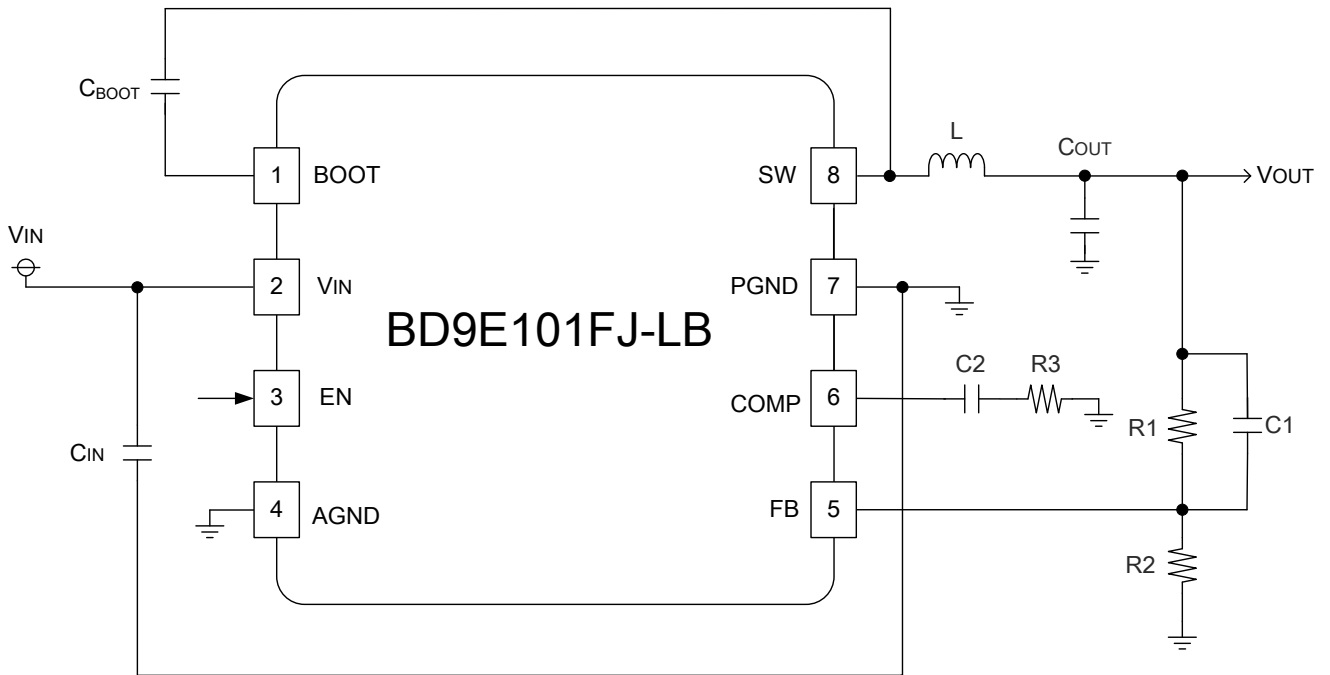 CBOOT
L
COUT
1
BOOT
SW
8
VOUT
VIN
2
VIN
PGND
7
BD9E101FJ-LB
C2
R3
3
EN
COMP
6
R1
C1
CIN
4
AGND
FB
5
R2